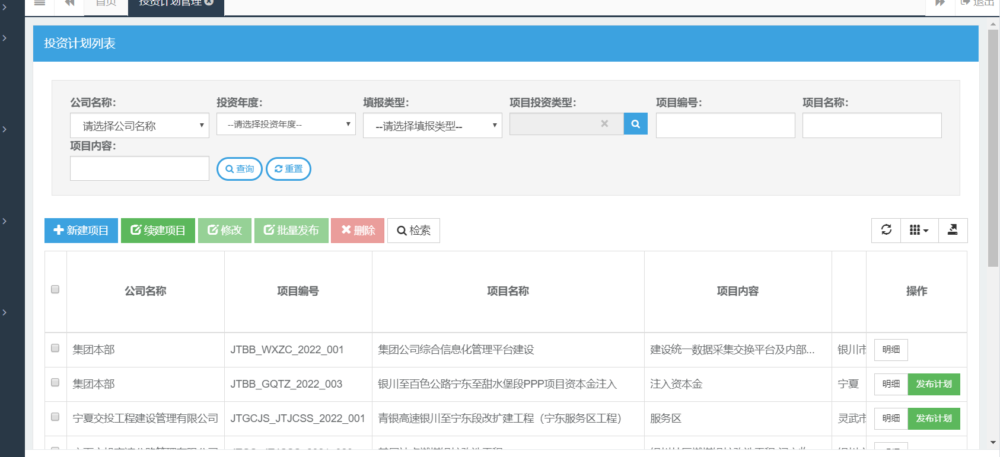 首页 投资计划管理 退出
投资计划列表
公司名称: 投资年度: 填报类型: 项目投资类型: 项目编号: 项目名称:
请选择公司名称 --请选择投资年度-- --请选择填报类型--
项目内容:
查询 重置
新建项目 续建项目 修改 批量发布 删除 检索
公司名称 项目编号 项目名称 项目内容 操作
集团本部 JTBB_WXZC_2022_001 集团公司综合信息化管理平台建设 建设统一数据采集交换平台及内部... 银川市 明细
集团本部 JTBB_GQTZ_2022_003 银川至百色公路宁东至甜水堡段PPP项目资本金注入 注入资本金 宁夏 明细 发布计划
宁夏交投工程建设管理有限公司 JTGCJS_JTJCSS_2022_001 青银高速银川至宁东段改扩建工程（宁东服务区工程） 服务区 灵武市 明细 发布计划